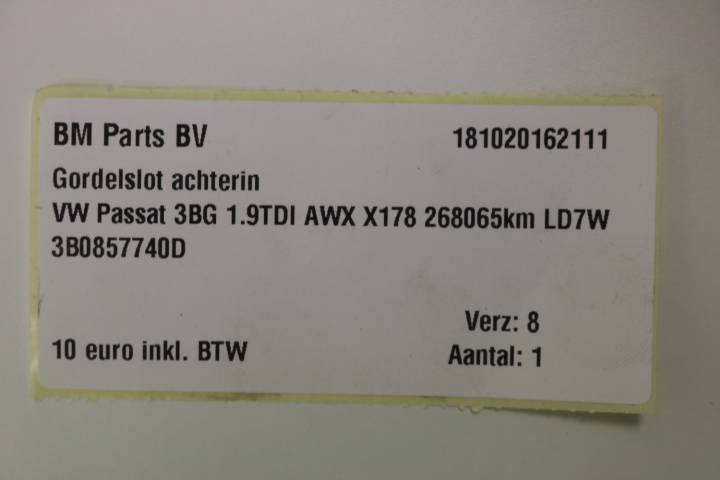 BM Parts BV 181020162111
Gordelslot achterin
VW Passat 3BG 1.9TDI AWX X178 268065km LD7W
3B0857740D
Verz: 8
10 euro inkl. BTW Aantal: 1